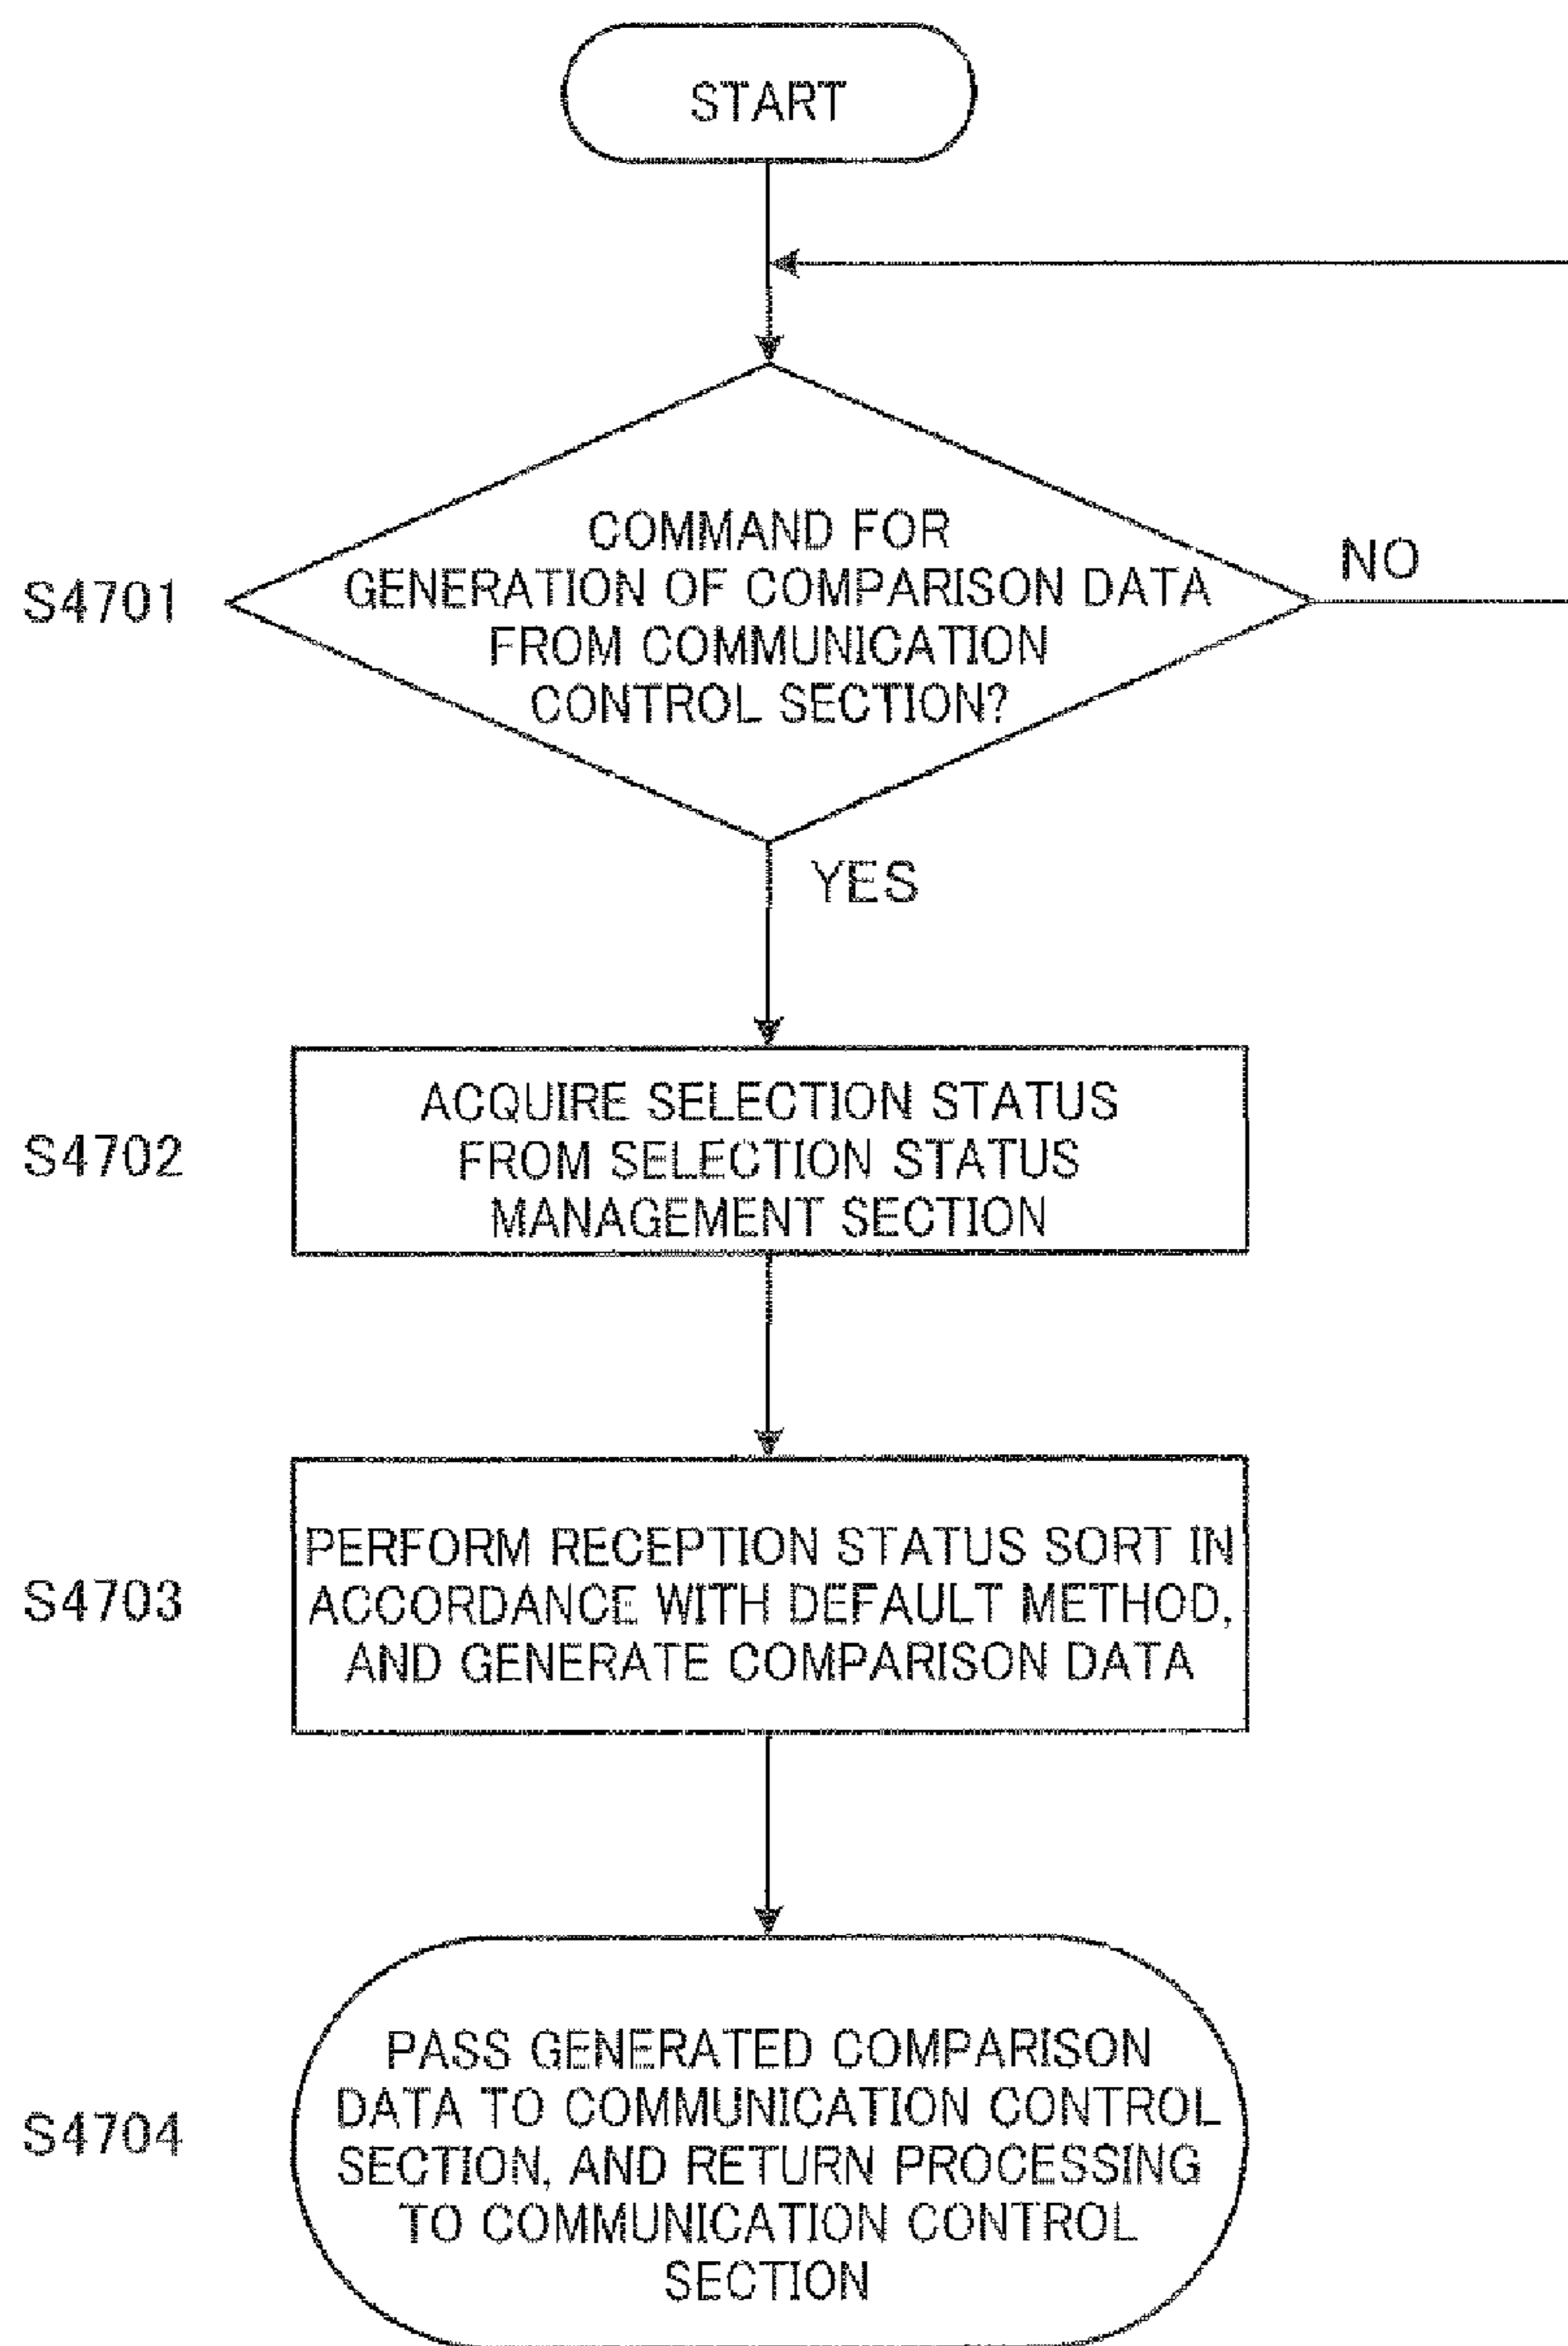 START
COMMAND FOR
GENERATION OF COMPARISON DATA
FROM COMMUNICATION
CONTROL SECTION?
S4701
NO
YES
ACQUIRE SELECTION STATUS
FROM SELECTION STATUS
MANAGEMENT SECTION
S4702
PERFORM RECEPTION STATUS SORT IN
ACCORDANCE WITH DEFAULT METHOD,
AND GENERATE COMPARISON DATA
S4703
PASS GENERATED COMPARISON
DATA TO COMMUNICATION CONTROL
SECTION, AND RETURN PROCESSING
TO COMMUNICATION CONTROL
SECTION
S4704